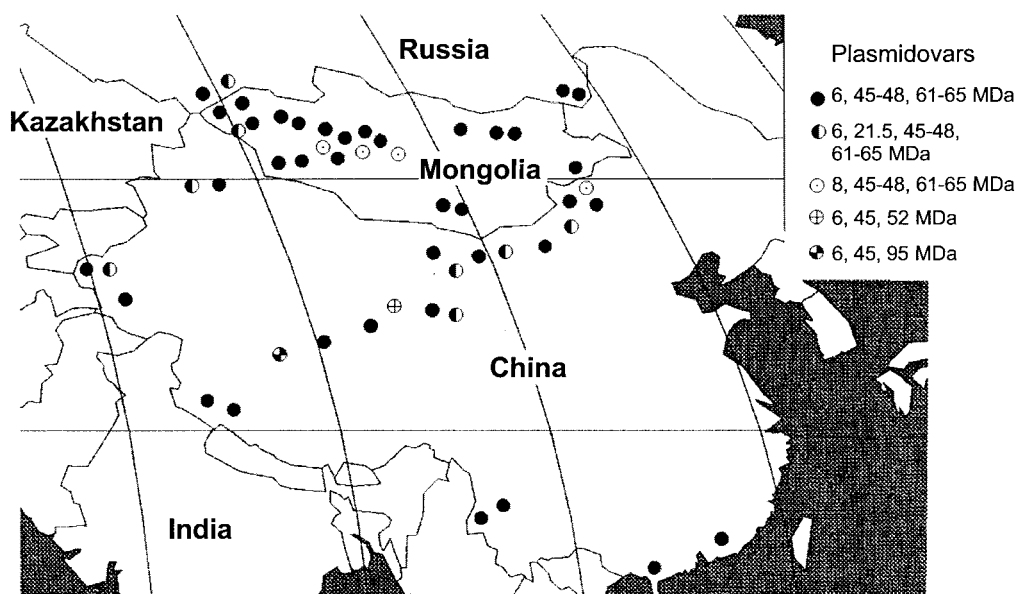 Russia
Kazakhstan
Mongolia
China
India
Plasmidovars
6, 45-48, 61-65 MDa
6, 21.5, 45-48,
61-65 MDa
8, 45-48, 61-65 MDa
6, 45, 52 MDa
6, 45, 95 MDa